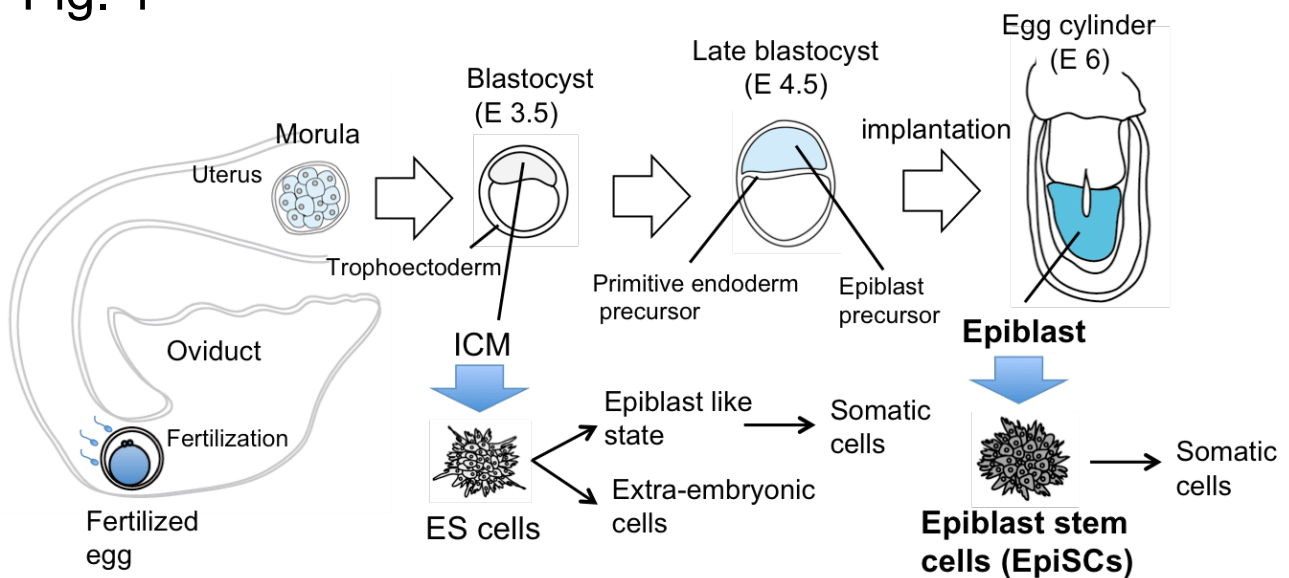 Fig. 1
Egg cylinder
(E 6)
Late blastocyst
(E 4.5)
Blastocyst
(E 3.5)
implantation
Morula
Uterus
Trophoectoderm
Primitive endoderm
precursor
Epiblast
precursor
Epiblast
ICM
Oviduct
Epiblast like
state
Somatic
cells
Fertilization
Somatic
cells
Extra-embryonic
cells
Fertilized
egg
ES cells
Epiblast stem
cells (EpiSCs)